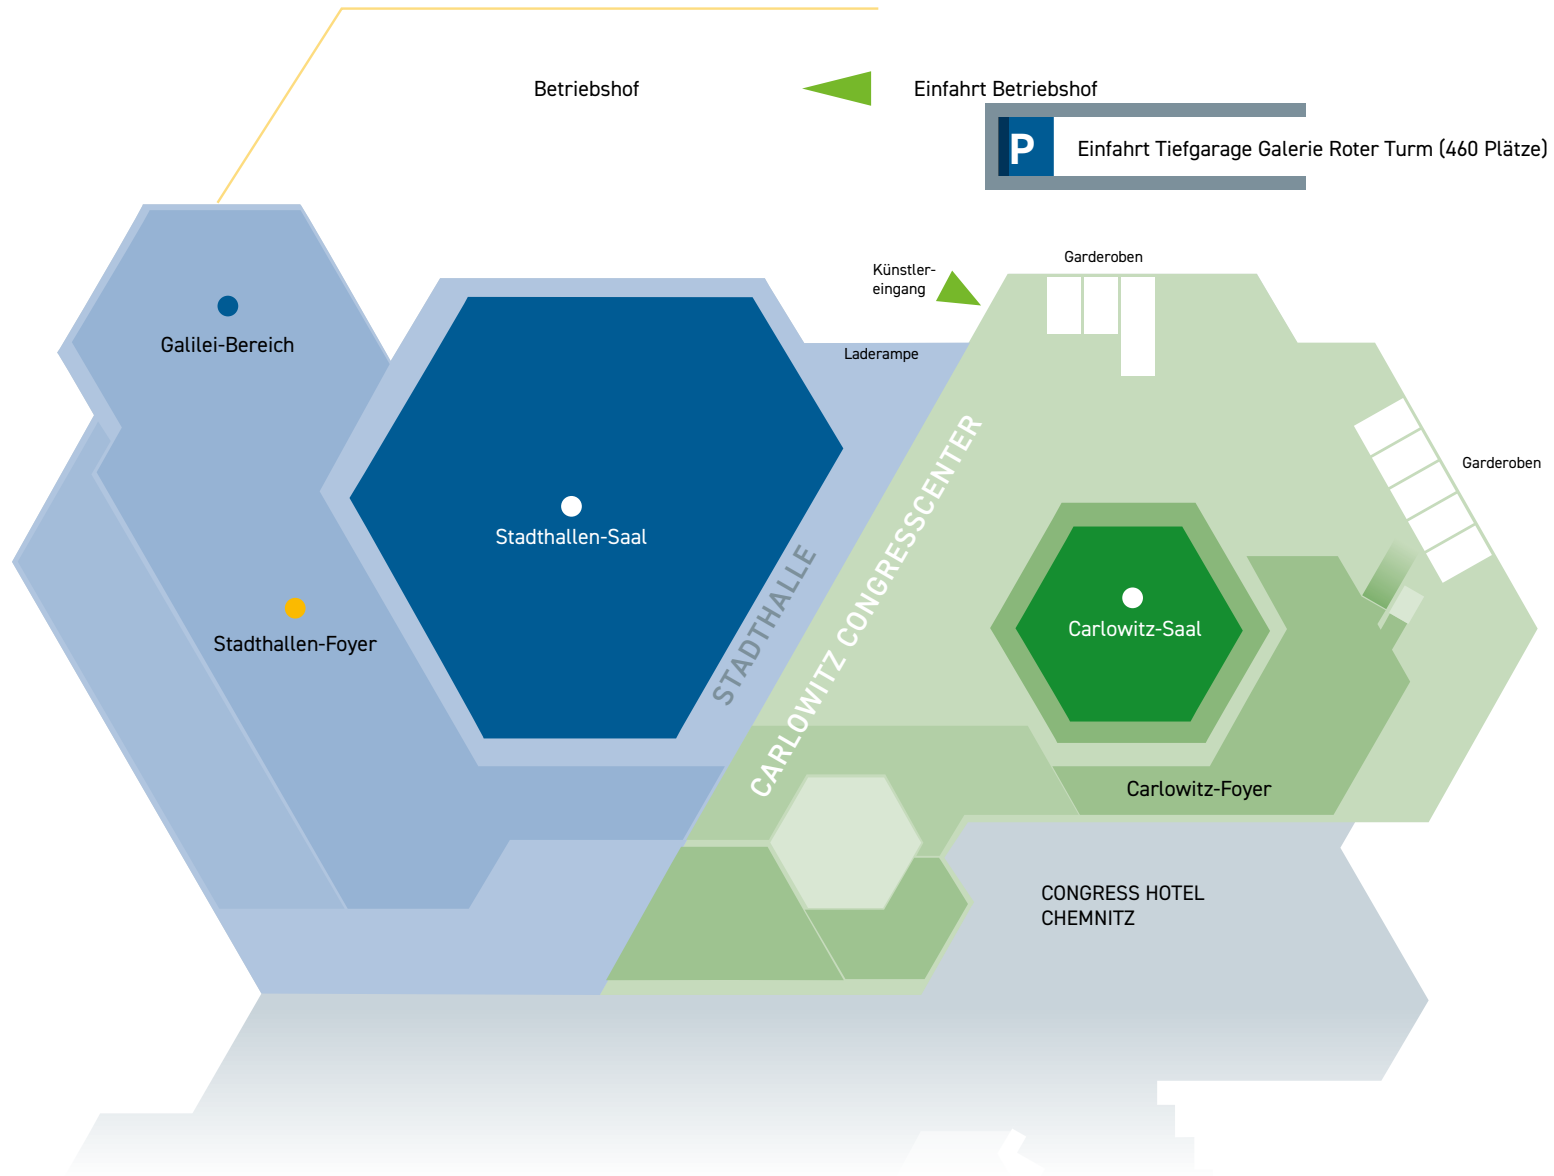 Betriebshof
Einfahrt Betriebshof
P
Einfahrt Tiefgarage Galerie Roter Turm (460 Plätze)
Künstler-
eingang
Garderoben
Galilei-Bereich
Laderampe
Garderoben
Stadthallen-Saal
STADTHALLE
CARLOWITZ CONGRESSCENTER
Stadthallen-Foyer
Carlowitz-Saal
Carlowitz-Foyer
CONGRESS HOTEL
CHEMNITZ